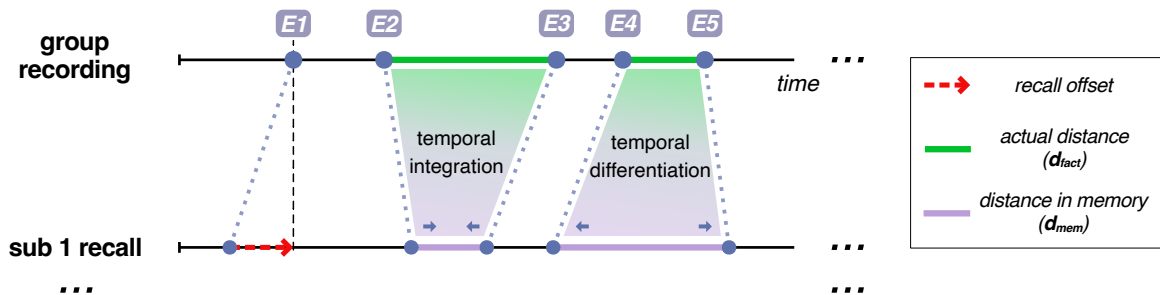 E1 E2 E3 E4 E5
group
recording
time
...
recall offset
actual distance
(dfact)
distance in memory
(dmem)
temporal
integration
temporal
differentiation
sub 1 recall
...
...
...